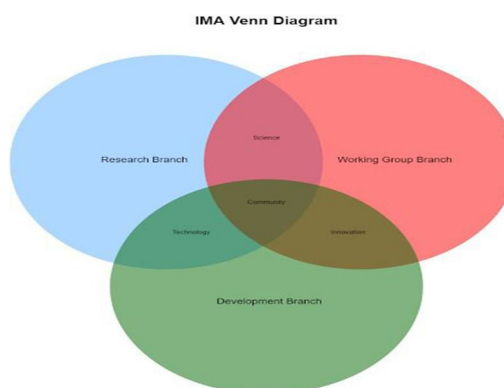 IMA Venn Diagram
Science
Research Branch
Working Group Branch
Community
Technology
Innovation
Development Branch